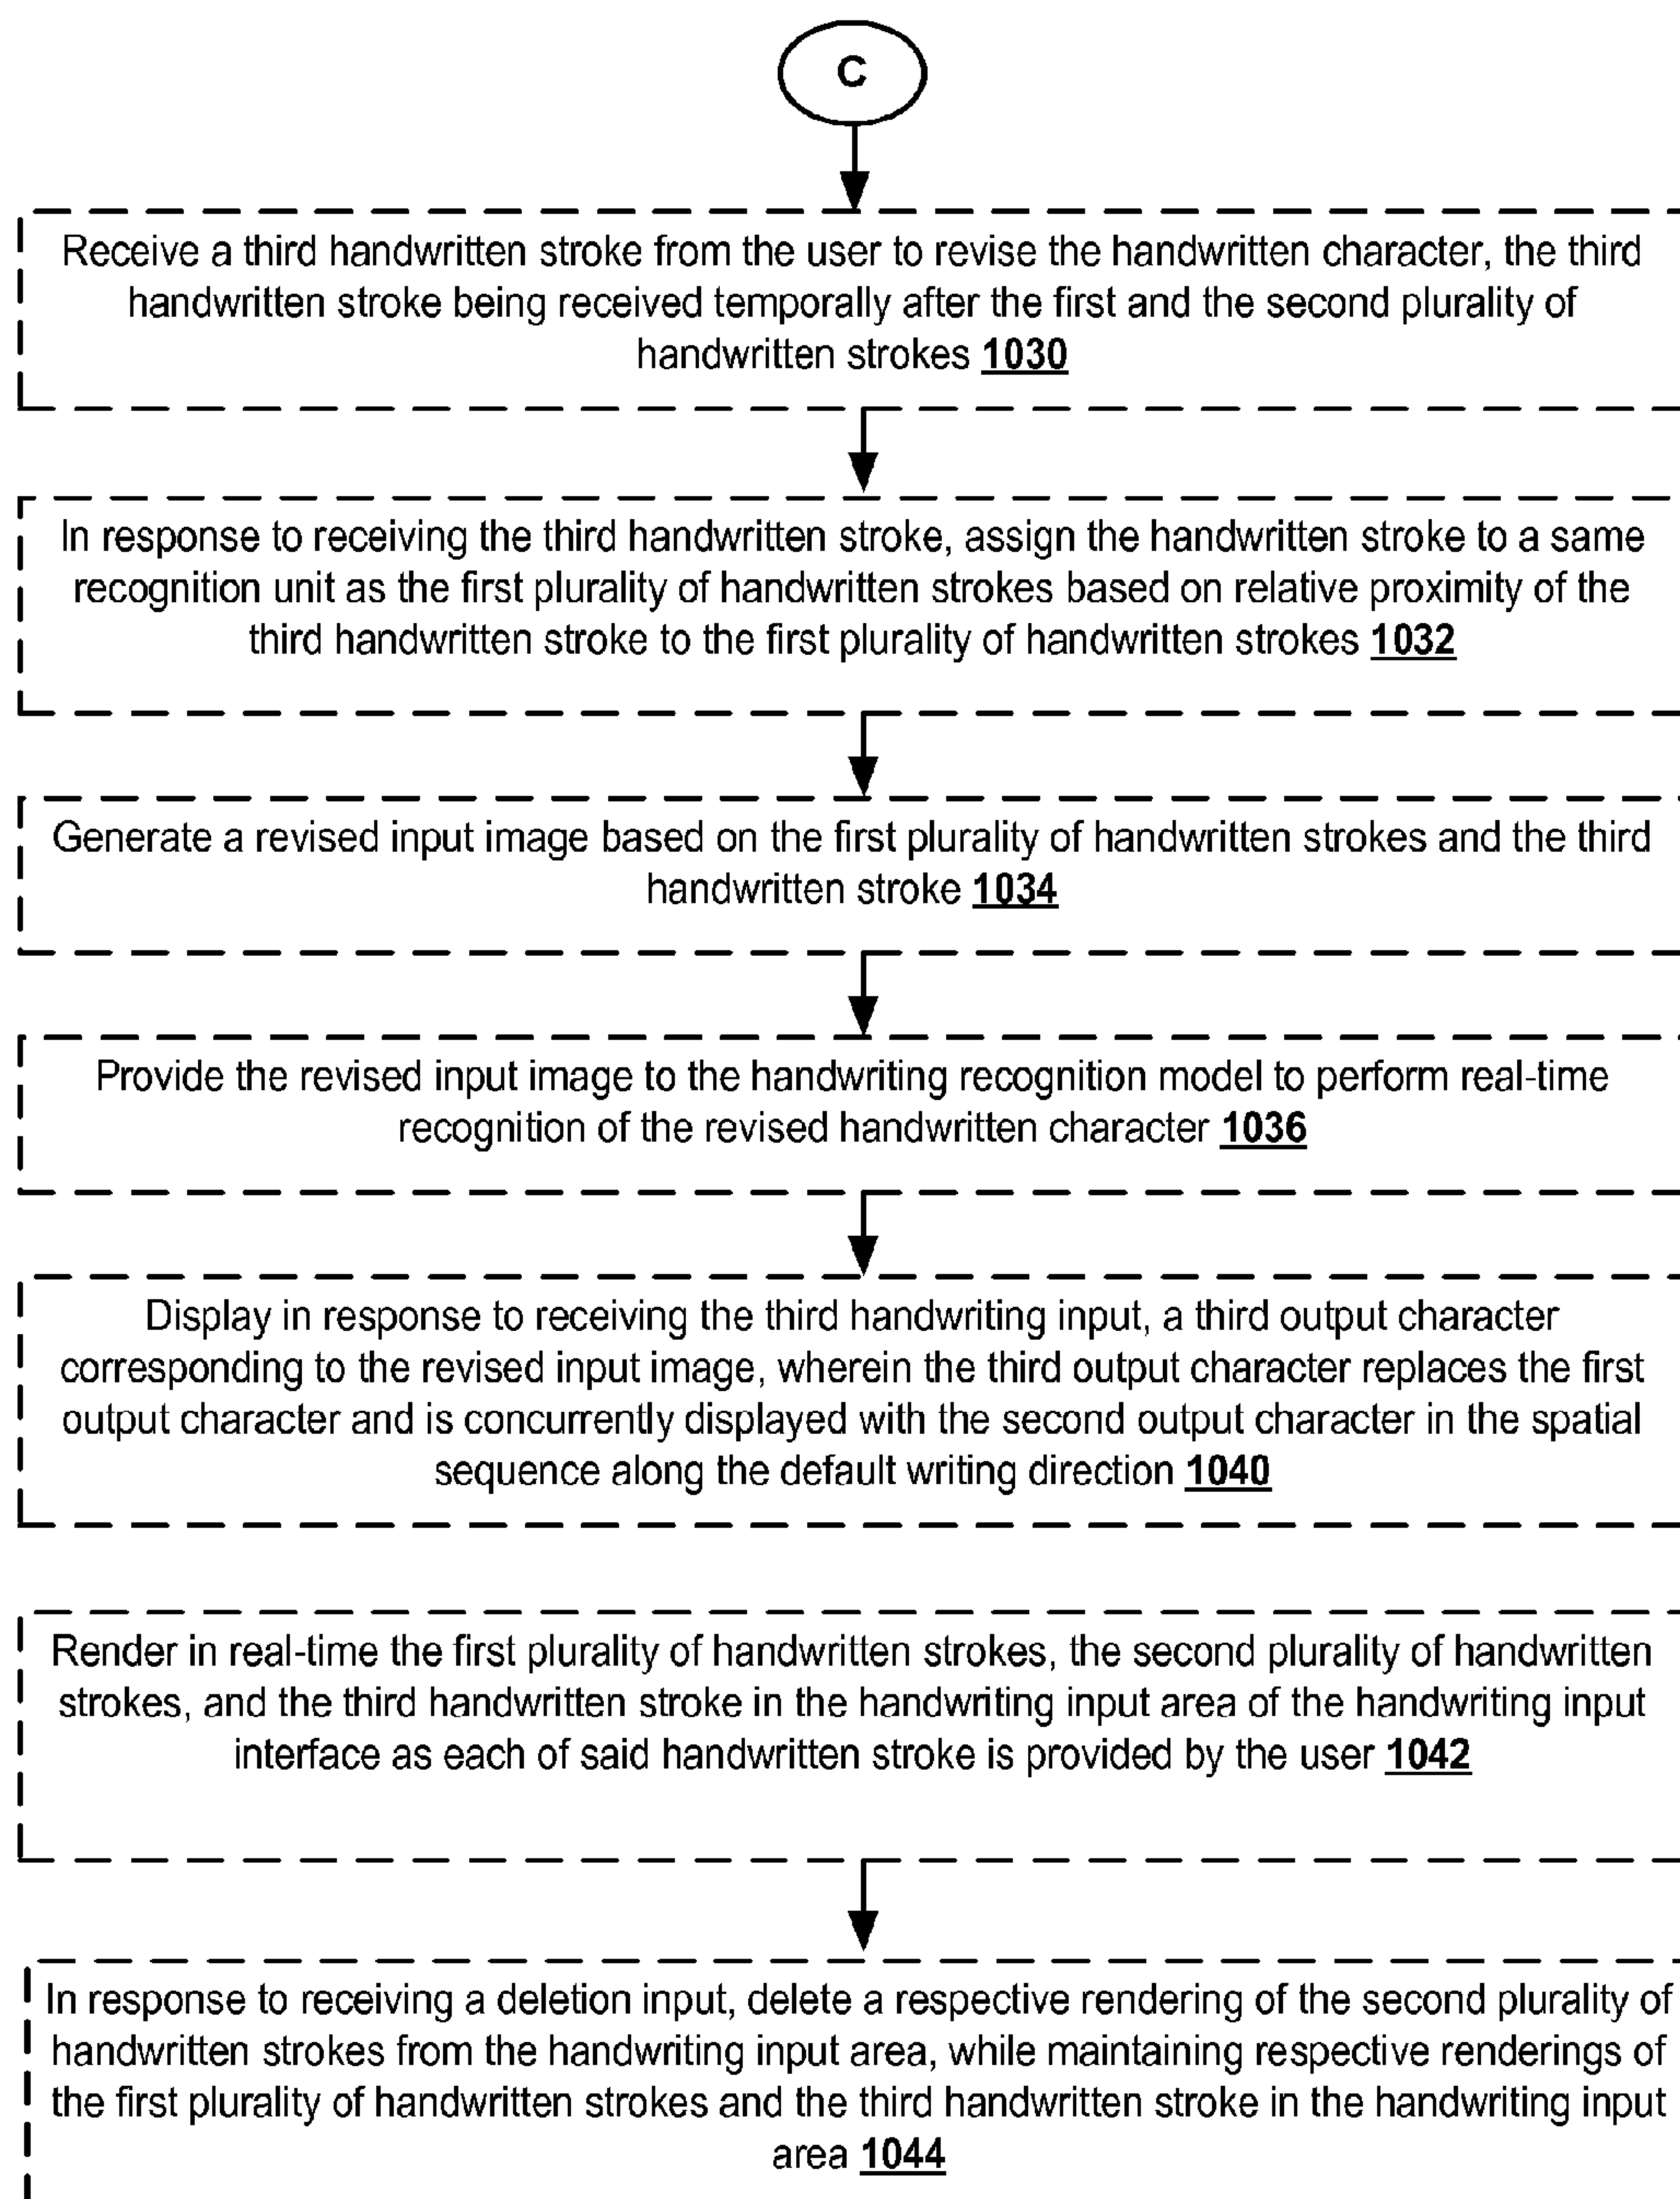 C
Receive a third handwritten stroke from the user to revise the handwritten character, the third
handwritten stroke being received temporally after the first and the second plurality of
handwritten strokes 1030
In response to receiving the third handwritten stroke, assign the handwritten stroke to a same
recognition unit as the first plurality of handwritten strokes based on relative proximity of the
third handwritten stroke to the first plurality of handwritten strokes 1032
Generate a revised input image based on the first plurality of handwritten strokes and the third
handwritten stroke 1034
Provide the revised input image to the handwriting recognition model to perform real-time
recognition of the revised handwritten character 1036
Display in response to receiving the third handwriting input, a third output character
corresponding to the revised input image, wherein the third output character replaces the first
output character and is concurrently displayed with the second output character in the spatial
sequence along the default writing direction 1040
Render in real-time the first plurality of handwritten strokes, the second plurality of handwritten
strokes, and the third handwritten stroke in the handwriting input area of the handwriting input
interface as each of said handwritten stroke is provided by the user 1042
In response to receiving a deletion input, delete a respective rendering of the second plurality of
handwritten strokes from the handwriting input area, while maintaining respective renderings of
the first plurality of handwritten strokes and the third handwritten stroke in the handwriting input
area 1044